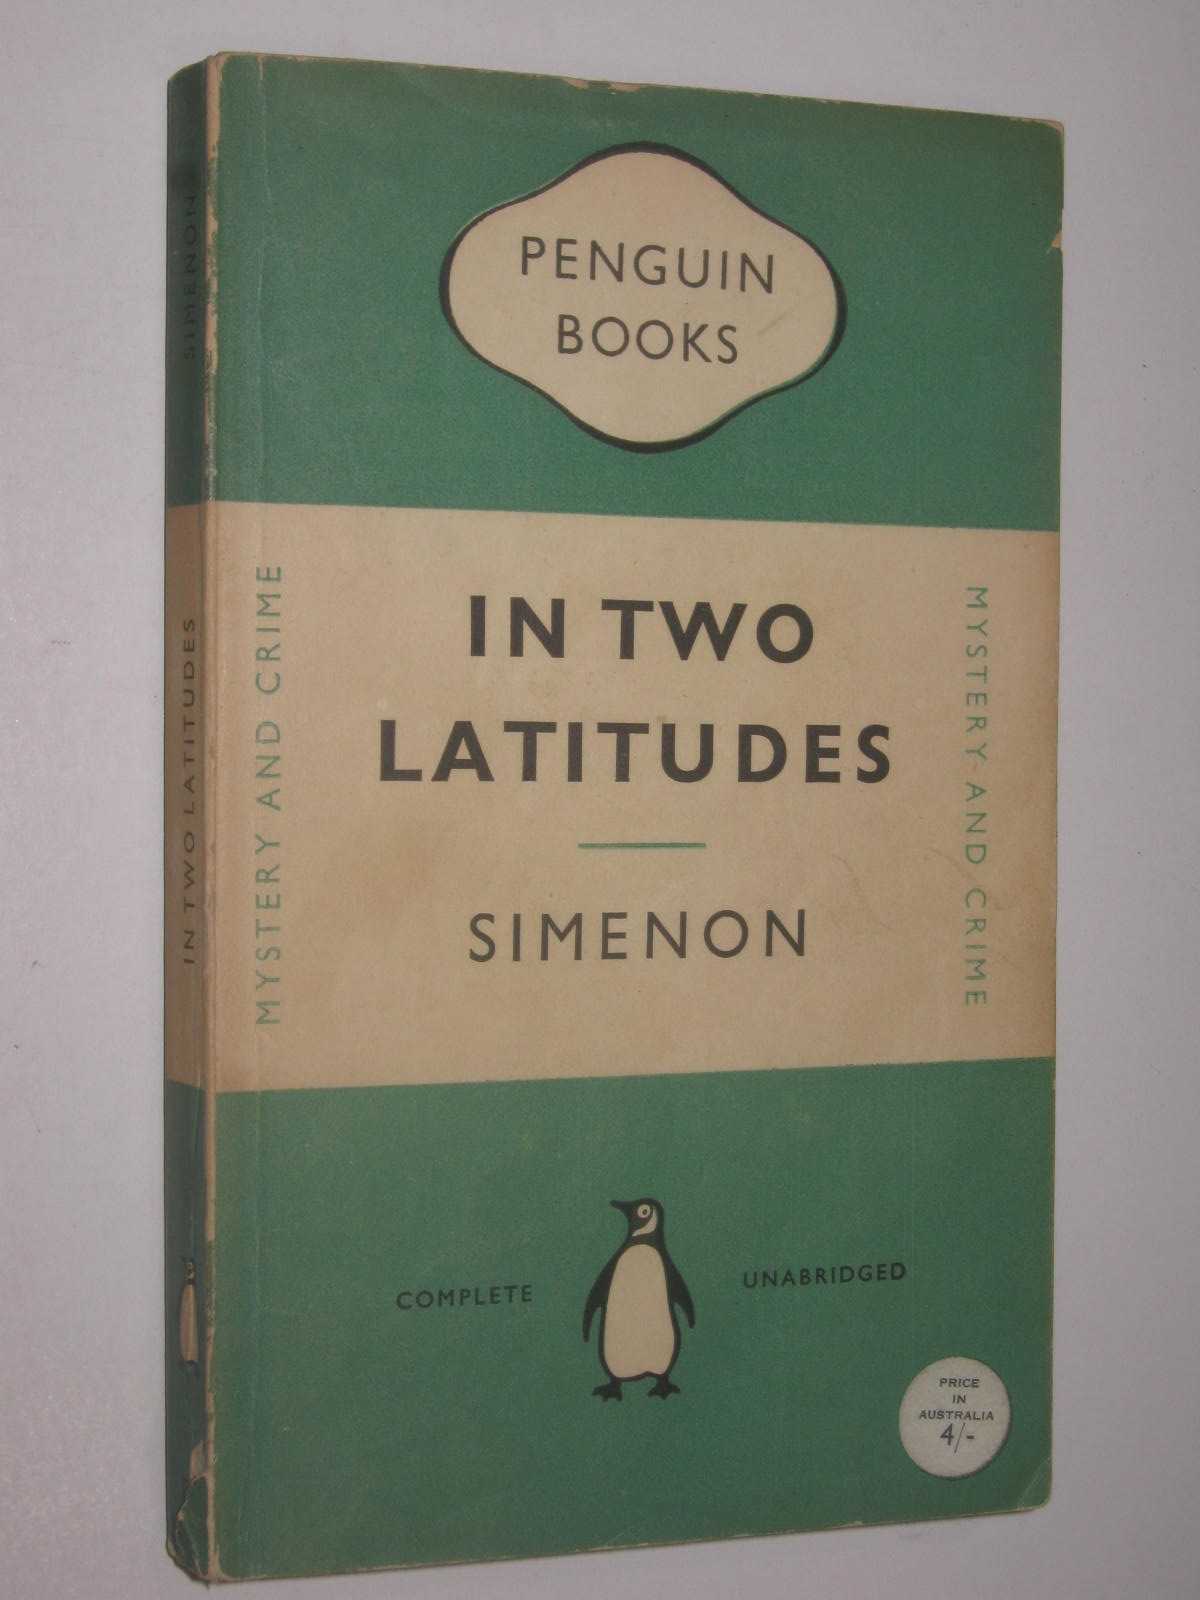 PENGUIN
BOOKS
MYSTERY AND CRIME
IN TWO
LATITUDES
SIMENON
MYSTERY AND CRIME
COMPLETE
UNABRIDGED
PRICE
IN
AUSTRALIA
4/-
SIMENON
IN TWO LATITUDES